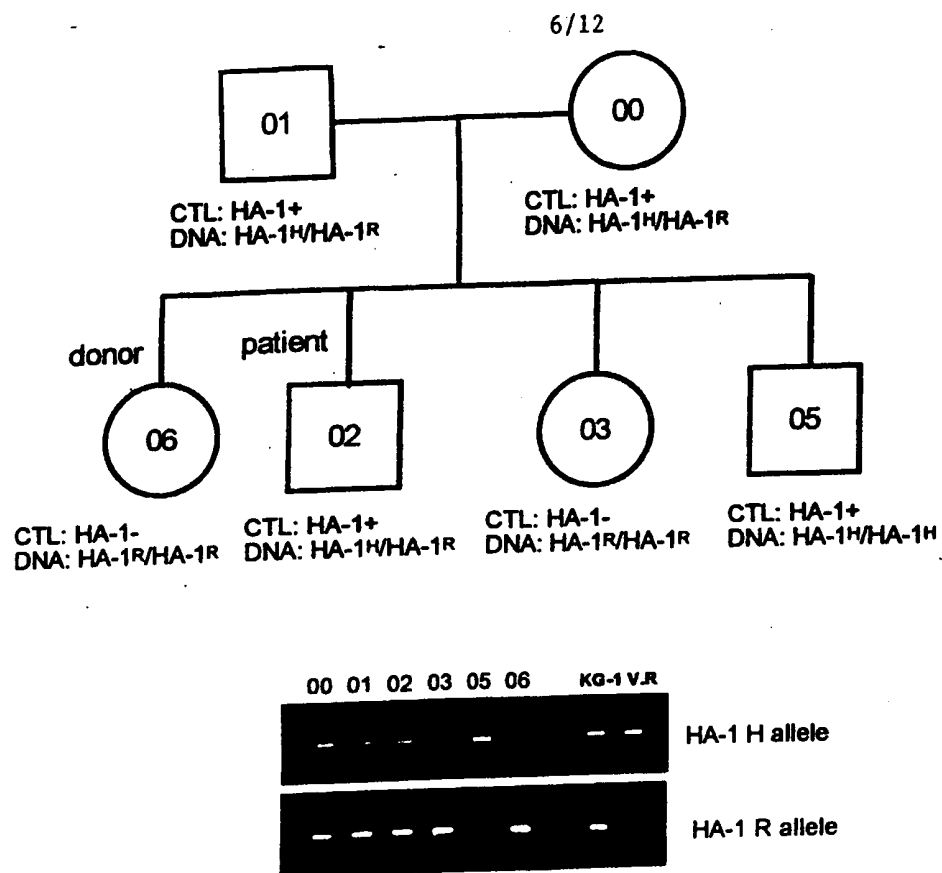 6/12
01
00
CTL: HA-1+
DNA: HA-1H/HA-1R
CTL: HA-1+
DNA: HA-1H/HA-1R
donor
patient
06
02
03
05
CTL: HA-1-
DNA: HA-1R/HA-1R
CTL: HA-1+
DNA: HA-1H/HA-1R
CTL: HA-1-
DNA: HA-1R/HA-1R
CTL: HA-1+
DNA: HA-1H/HA-1H
00 01 02 03 05 06 KG-1 V.R
HA-1 H allele
HA-1 R allele